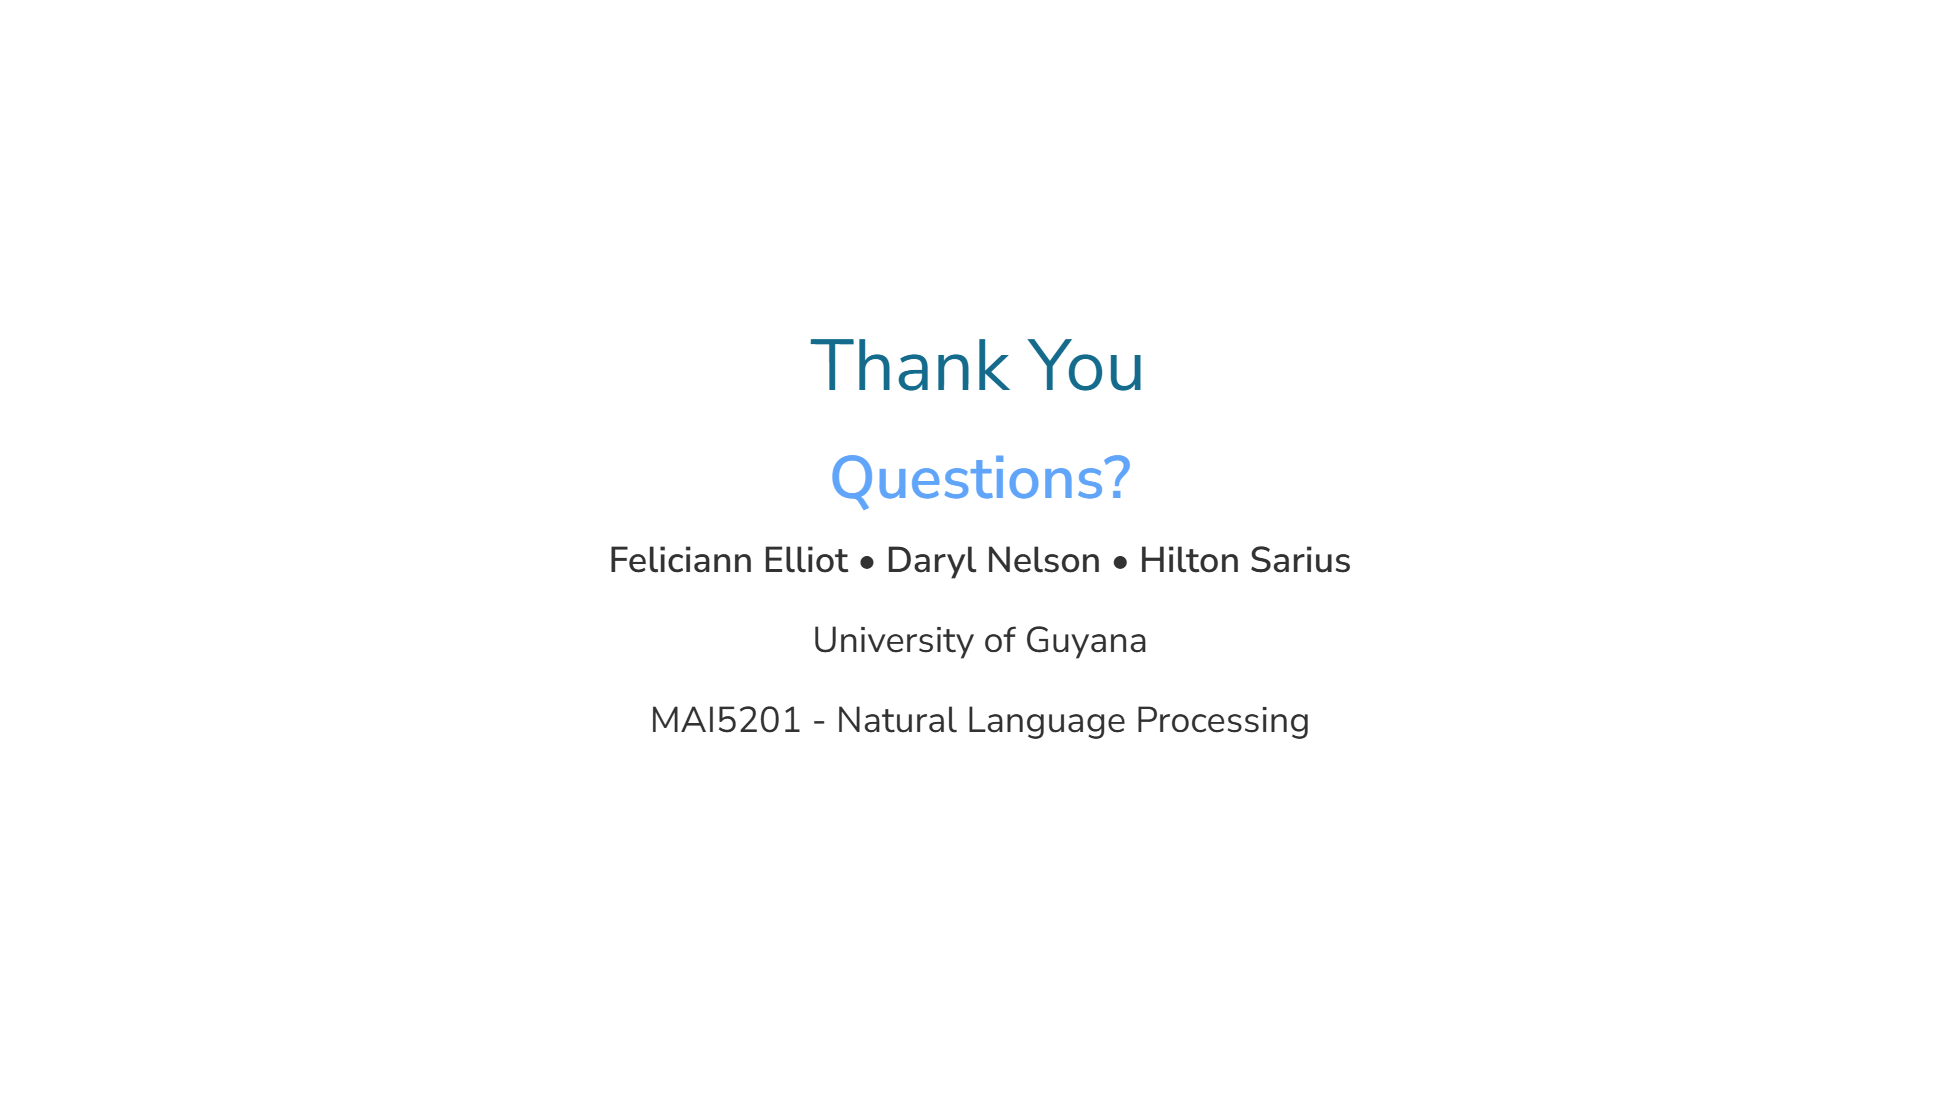 Thank You
Questions?
Feliciann Elliot • Daryl Nelson • Hilton Sarius
University of Guyana
MAI5201 - Natural Language Processing